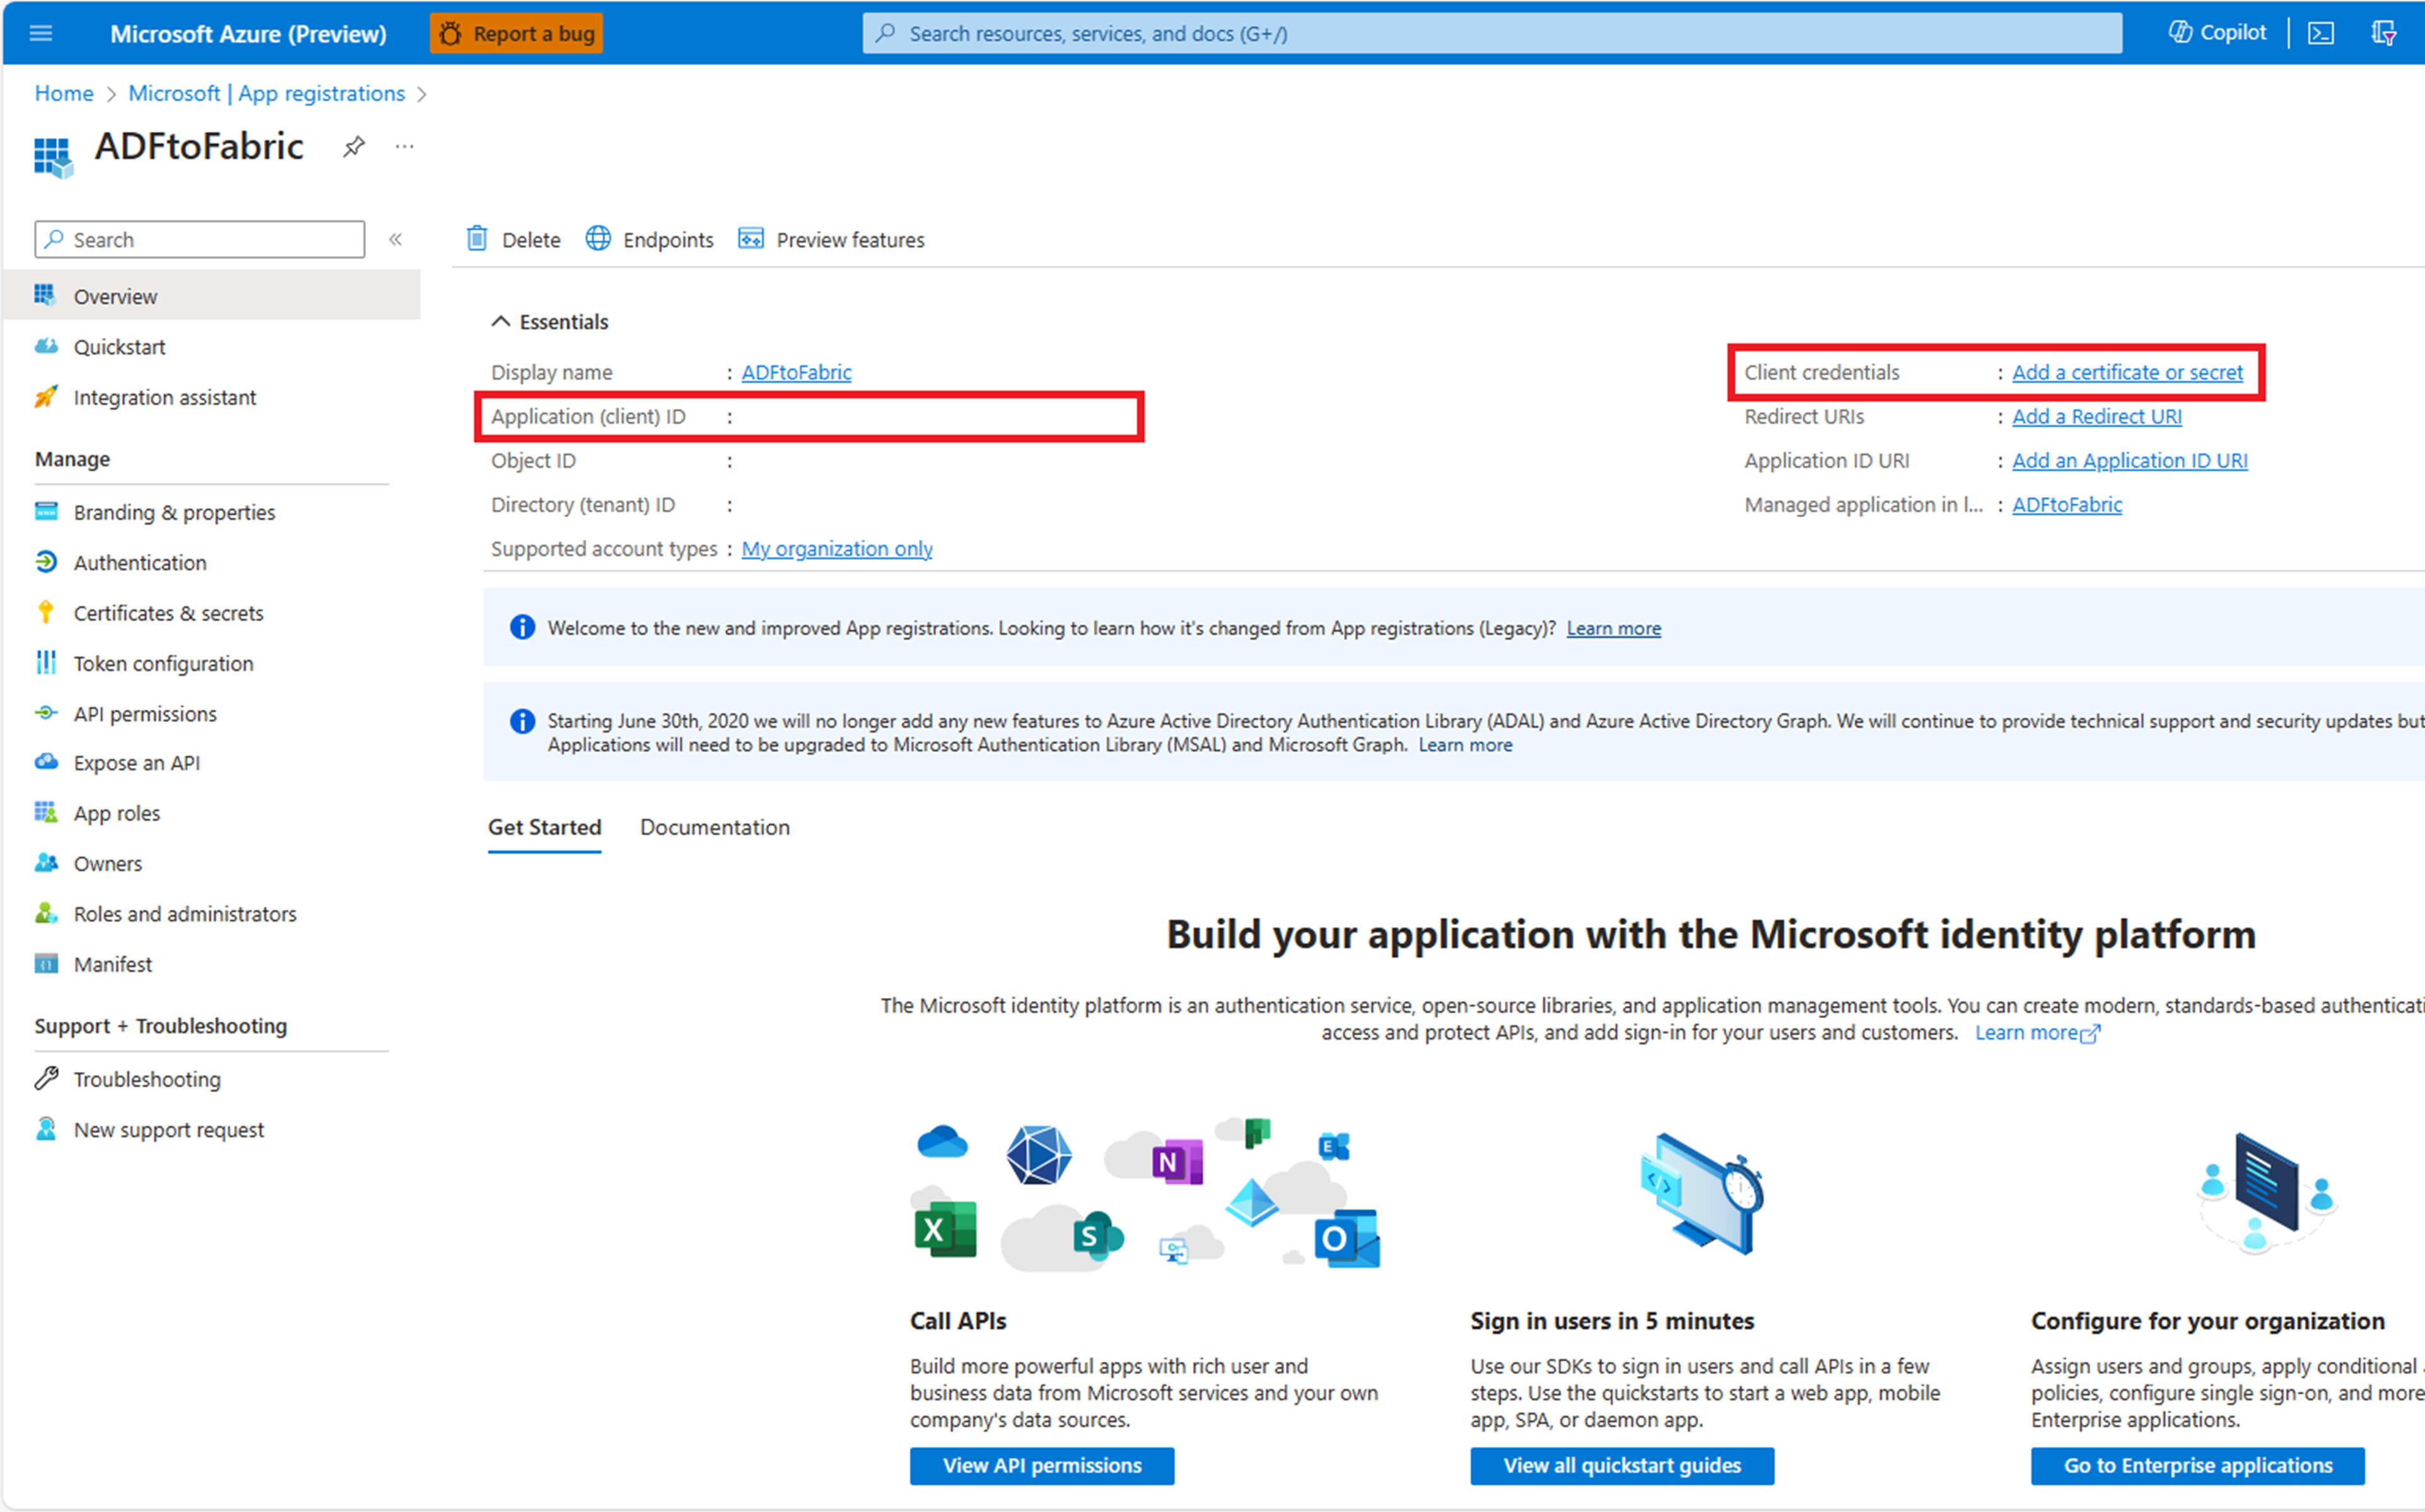 Microsoft Azure (Preview)
Report a bug
Search resources, services, and docs (G+/)
Copilot
Home > Microsoft | App registrations >
ADFtoFabric
...
Search
«
Delete
Endpoints
Preview features
Overview
Quickstart
Integration assistant
Manage
Branding & properties
Authentication
Certificates & secrets
Token configuration
API permissions
Expose an API
App roles
Owners
Roles and administrators
Manifest
Support + Troubleshooting
Troubleshooting
New support request
Essentials
Display name : ADFtoFabric
Application (client) ID :
Object ID :
Directory (tenant) ID :
Supported account types : My organization only
Client credentials : Add a certificate or secret
Redirect URIs : Add a Redirect URI
Application ID URI : Add an Application ID URI
Managed application in l... : ADFtoFabric
Welcome to the new and improved App registrations. Looking to learn how it's changed from App registrations (Legacy)? Learn more
Starting June 30th, 2020 we will no longer add any new features to Azure Active Directory Authentication Library (ADAL) and Azure Active Directory Graph. We will continue to provide technical support and security updates but
Applications will need to be upgraded to Microsoft Authentication Library (MSAL) and Microsoft Graph. Learn more
Get Started
Documentation
Build your application with the Microsoft identity platform
The Microsoft identity platform is an authentication service, open-source libraries, and application management tools. You can create modern, standards-based authenticati
access and protect APIs, and add sign-in for your users and customers. Learn more
N
E
X
S
O
Call APIs
Build more powerful apps with rich user and
business data from Microsoft services and your own
company's data sources.
View API permissions
Sign in users in 5 minutes
Use our SDKs to sign in users and call APIs in a few
steps. Use the quickstarts to start a web app, mobile
app, SPA, or daemon app.
View all quickstart guides
Configure for your organization
Assign users and groups, apply conditional
policies, configure single sign-on, and more
Enterprise applications.
Go to Enterprise applications